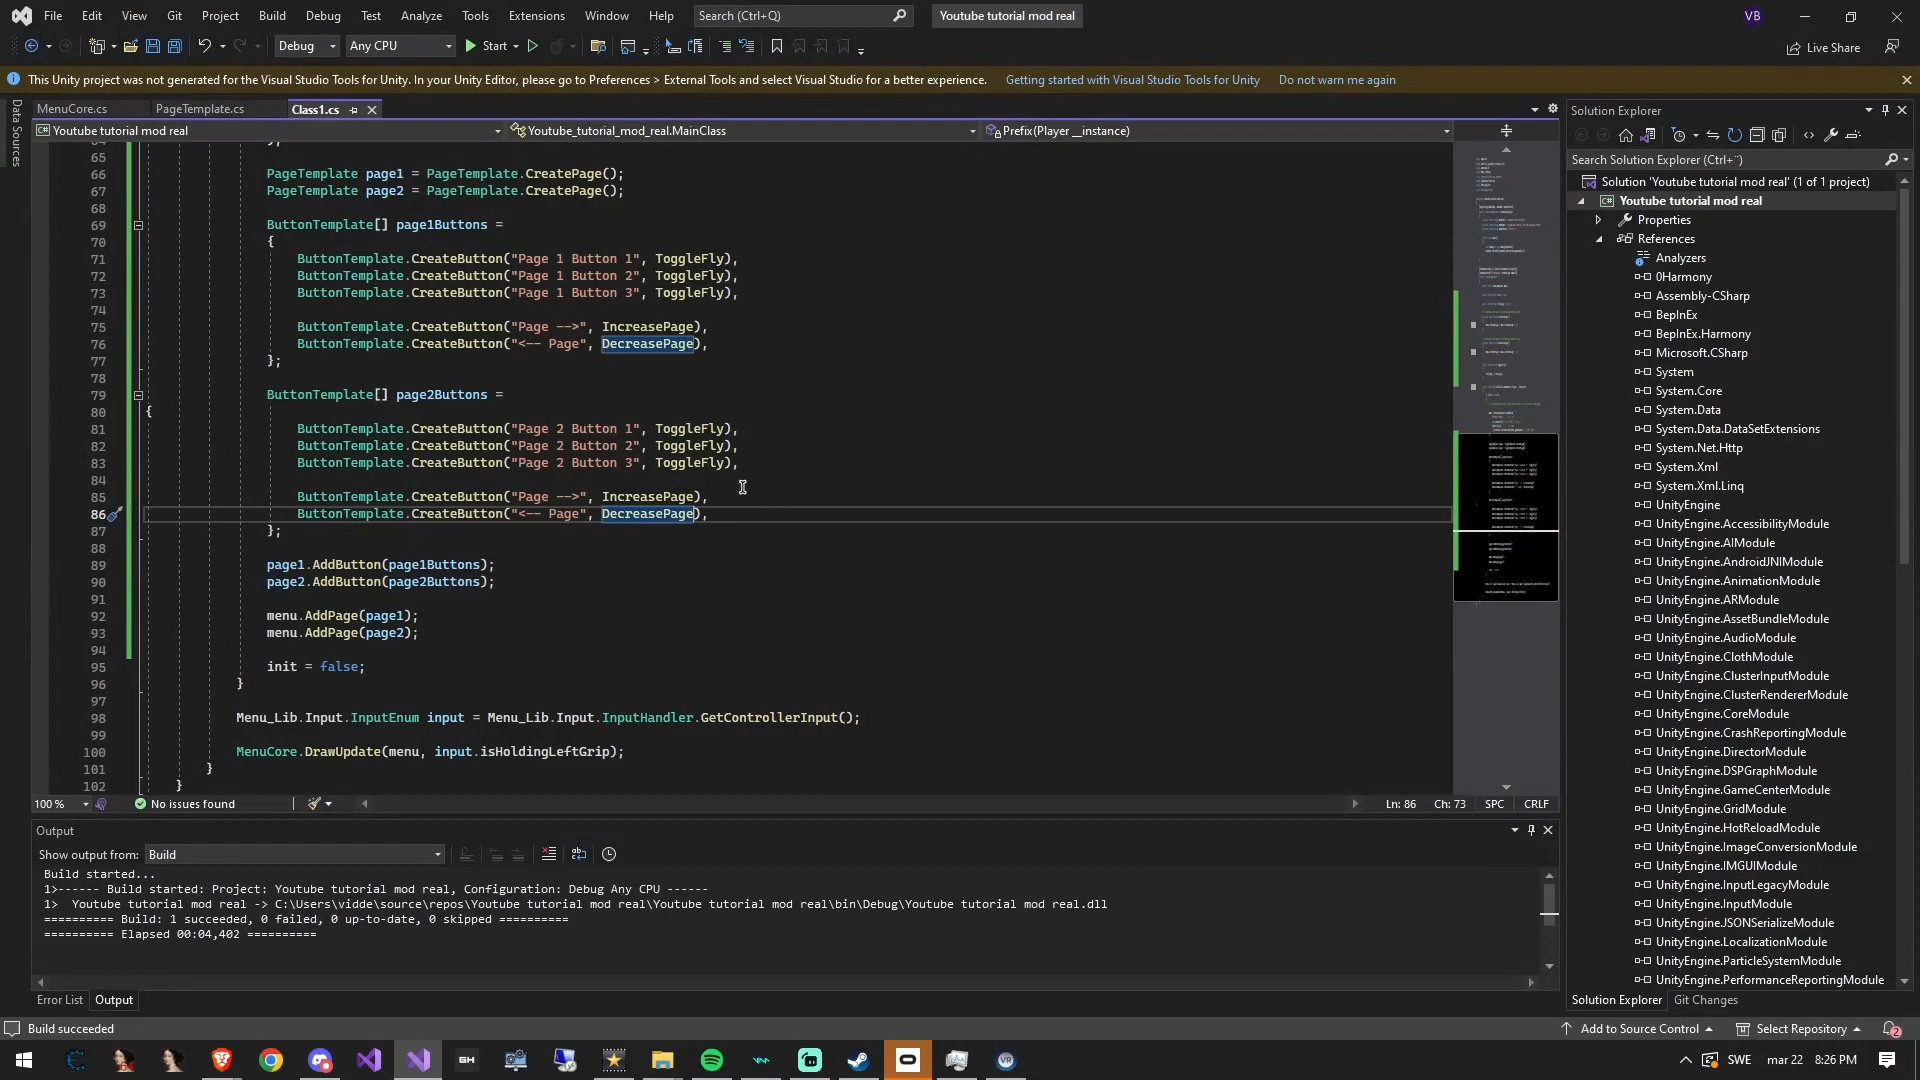 File Edit View Git Project Build Debug Test Analyze Tools Extensions Window Help Search (Ctrl+Q) Youtube tutorial mod real VB
Debug Any CPU Start Live Share
This Unity project was not generated for the Visual Studio Tools for Unity. In your Unity Editor, please go to Preferences > External Tools and select Visual Studio for a better experience. Getting started with Visual Studio Tools for Unity Do not warn me again
Data Sources
MenuCore.cs PageTemplate.cs Class1.cs
Youtube tutorial mod real Youtube_tutorial_mod_real.MainClass Prefix(Player __instance)
65
66 PageTemplate page1 = PageTemplate.CreatePage();
67 PageTemplate page2 = PageTemplate.CreatePage();
68
69 ButtonTemplate[] page1Buttons =
70 {
71 ButtonTemplate.CreateButton("Page 1 Button 1", ToggleFly),
72 ButtonTemplate.CreateButton("Page 1 Button 2", ToggleFly),
73 ButtonTemplate.CreateButton("Page 1 Button 3", ToggleFly),
74
75 ButtonTemplate.CreateButton("Page -->", IncreasePage),
76 ButtonTemplate.CreateButton("<-- Page", DecreasePage),
77 };
78
79 ButtonTemplate[] page2Buttons =
80 {
81 ButtonTemplate.CreateButton("Page 2 Button 1", ToggleFly),
82 ButtonTemplate.CreateButton("Page 2 Button 2", ToggleFly),
83 ButtonTemplate.CreateButton("Page 2 Button 3", ToggleFly),
84
85 ButtonTemplate.CreateButton("Page -->", IncreasePage),
86 ButtonTemplate.CreateButton("<-- Page", DecreasePage),
87 };
88
89 page1.AddButton(page1Buttons);
90 page2.AddButton(page2Buttons);
91
92 menu.AddPage(page1);
93 menu.AddPage(page2);
94
95 init = false;
96 }
97
98 Menu_Lib.Input.InputEnum input = Menu_Lib.Input.InputHandler.GetControllerInput();
99
100 MenuCore.DrawUpdate(menu, input.isHoldingLeftGrip);
101 }
102 }
100 % No issues found Ln: 86 Ch: 73 SPC CRLF
Output
Show output from: Build
Build started...
1>------ Build started: Project: Youtube tutorial mod real, Configuration: Debug Any CPU ------
1> Youtube tutorial mod real -> C:\Users\vidde\source\repos\Youtube tutorial mod real\Youtube tutorial mod real\bin\Debug\Youtube tutorial mod real.dll
========== Build: 1 succeeded, 0 failed, 0 up-to-date, 0 skipped ==========
========== Elapsed 00:04,402 ==========
Error List Output
Solution Explorer
Search Solution Explorer (Ctrl+¨)
Solution 'Youtube tutorial mod real' (1 of 1 project)
Youtube tutorial mod real
Properties
References
Analyzers
0Harmony
Assembly-CSharp
BepInEx
BepInEx.Harmony
Microsoft.CSharp
System
System.Core
System.Data
System.Data.DataSetExtensions
System.Net.Http
System.Xml
System.Xml.Linq
UnityEngine
UnityEngine.AccessibilityModule
UnityEngine.AIModule
UnityEngine.AndroidJNIModule
UnityEngine.AnimationModule
UnityEngine.ARModule
UnityEngine.AssetBundleModule
UnityEngine.AudioModule
UnityEngine.ClothModule
UnityEngine.ClusterInputModule
UnityEngine.ClusterRendererModule
UnityEngine.CoreModule
UnityEngine.CrashReportingModule
UnityEngine.DirectorModule
UnityEngine.DSPGraphModule
UnityEngine.GameCenterModule
UnityEngine.GridModule
UnityEngine.HotReloadModule
UnityEngine.ImageConversionModule
UnityEngine.IMGUIModule
UnityEngine.InputLegacyModule
UnityEngine.InputModule
UnityEngine.JSONSerializeModule
UnityEngine.LocalizationModule
UnityEngine.ParticleSystemModule
UnityEngine.PerformanceReportingModule
Solution Explorer Git Changes
Build succeeded Add to Source Control Select Repository 2
GH VR SWE mar 22 8:26 PM